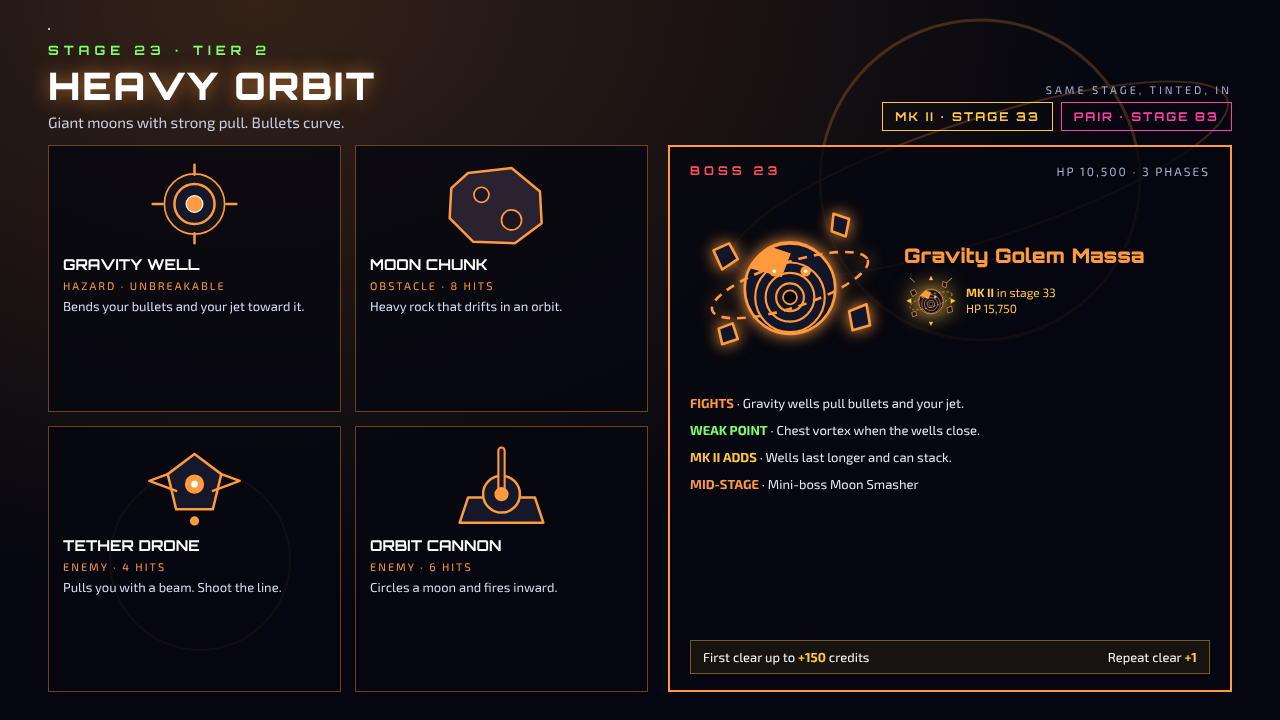 STAGE 23 · TIER 2
HEAVY ORBIT
Giant moons with strong pull. Bullets curve.
SAME STAGE, TINTED, IN
MK II · STAGE 33
PAIR · STAGE 83
GRAVITY WELL
HAZARD · UNBREAKABLE
Bends your bullets and your jet toward it.
MOON CHUNK
OBSTACLE · 8 HITS
Heavy rock that drifts in an orbit.
TETHER DRONE
ENEMY · 4 HITS
Pulls you with a beam. Shoot the line.
ORBIT CANNON
ENEMY · 6 HITS
Circles a moon and fires inward.
BOSS 23
HP 10,500 · 3 PHASES
Gravity Golem Massa
MK II in stage 33
HP 15,750
FIGHTS · Gravity wells pull bullets and your jet.
WEAK POINT · Chest vortex when the wells close.
MK II ADDS · Wells last longer and can stack.
MID-STAGE · Mini-boss Moon Smasher
First clear up to +150 credits
Repeat clear +1